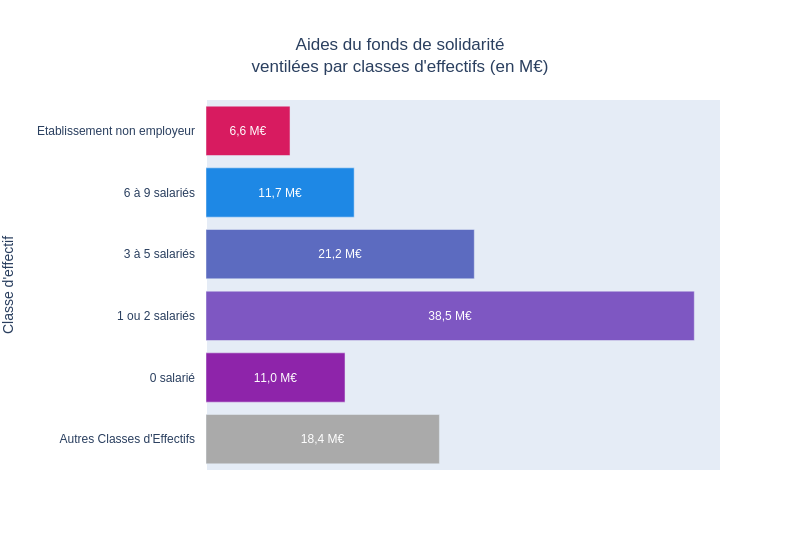 Aides du fonds de solidarité
ventilées par classes d'effectifs (en M€)
Classe d'effectif
Etablissement non employeur
6,6 M€
6 à 9 salariés
11,7 M€
3 à 5 salariés
21,2 M€
1 ou 2 salariés
38,5 M€
0 salarié
11,0 M€
Autres Classes d'Effectifs
18,4 M€